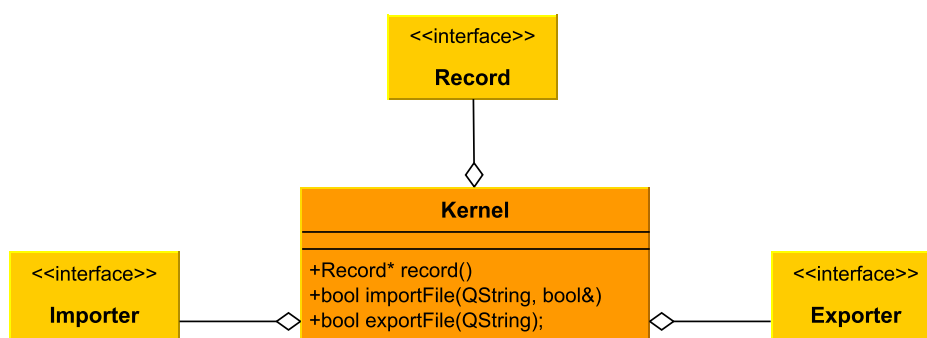 <<interface>>
Record
Kernel
+Record* record()
+bool importFile(QString, bool&)
+bool exportFile(QString);
<<interface>>
Importer
<<interface>>
Exporter